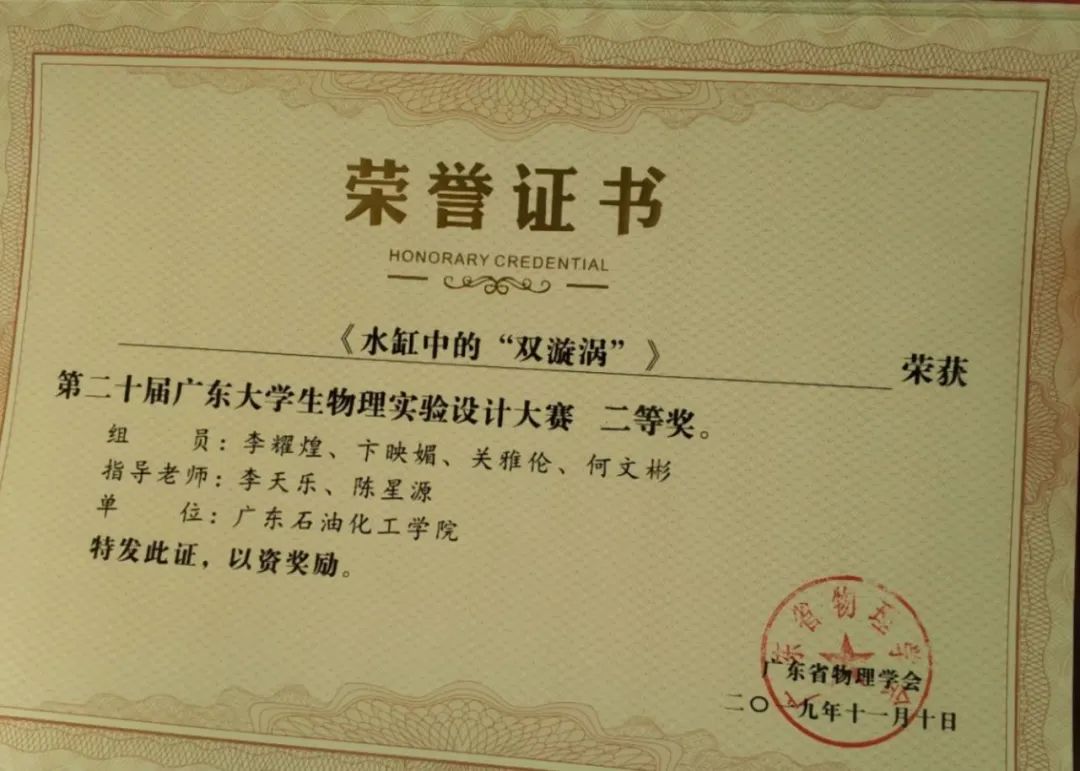 荣誉证书
HONORARY CREDENTIAL
《水缸中的“双漩涡”》 荣获
第二十届广东大学生物理实验设计大赛 二等奖。
组 员：李耀煌、卞映媚、关雅伦、何文彬
指导老师：李天乐、陈星源
单 位：广东石油化工学院
特发此证，以资奖励。
广东省物理学会
二〇一九年十一月十日